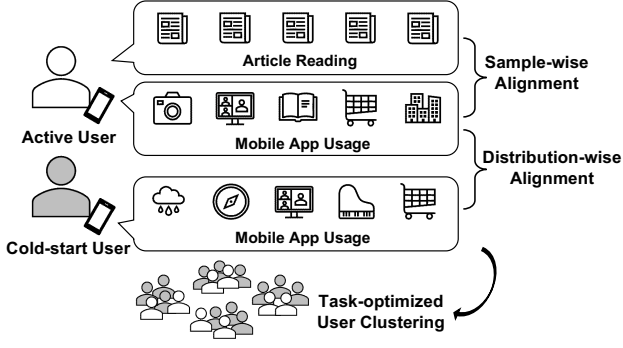 Article Reading
Sample-wise
Alignment
Active User
Mobile App Usage
Distribution-wise
Alignment
Cold-start User
Mobile App Usage
Task-optimized
User Clustering